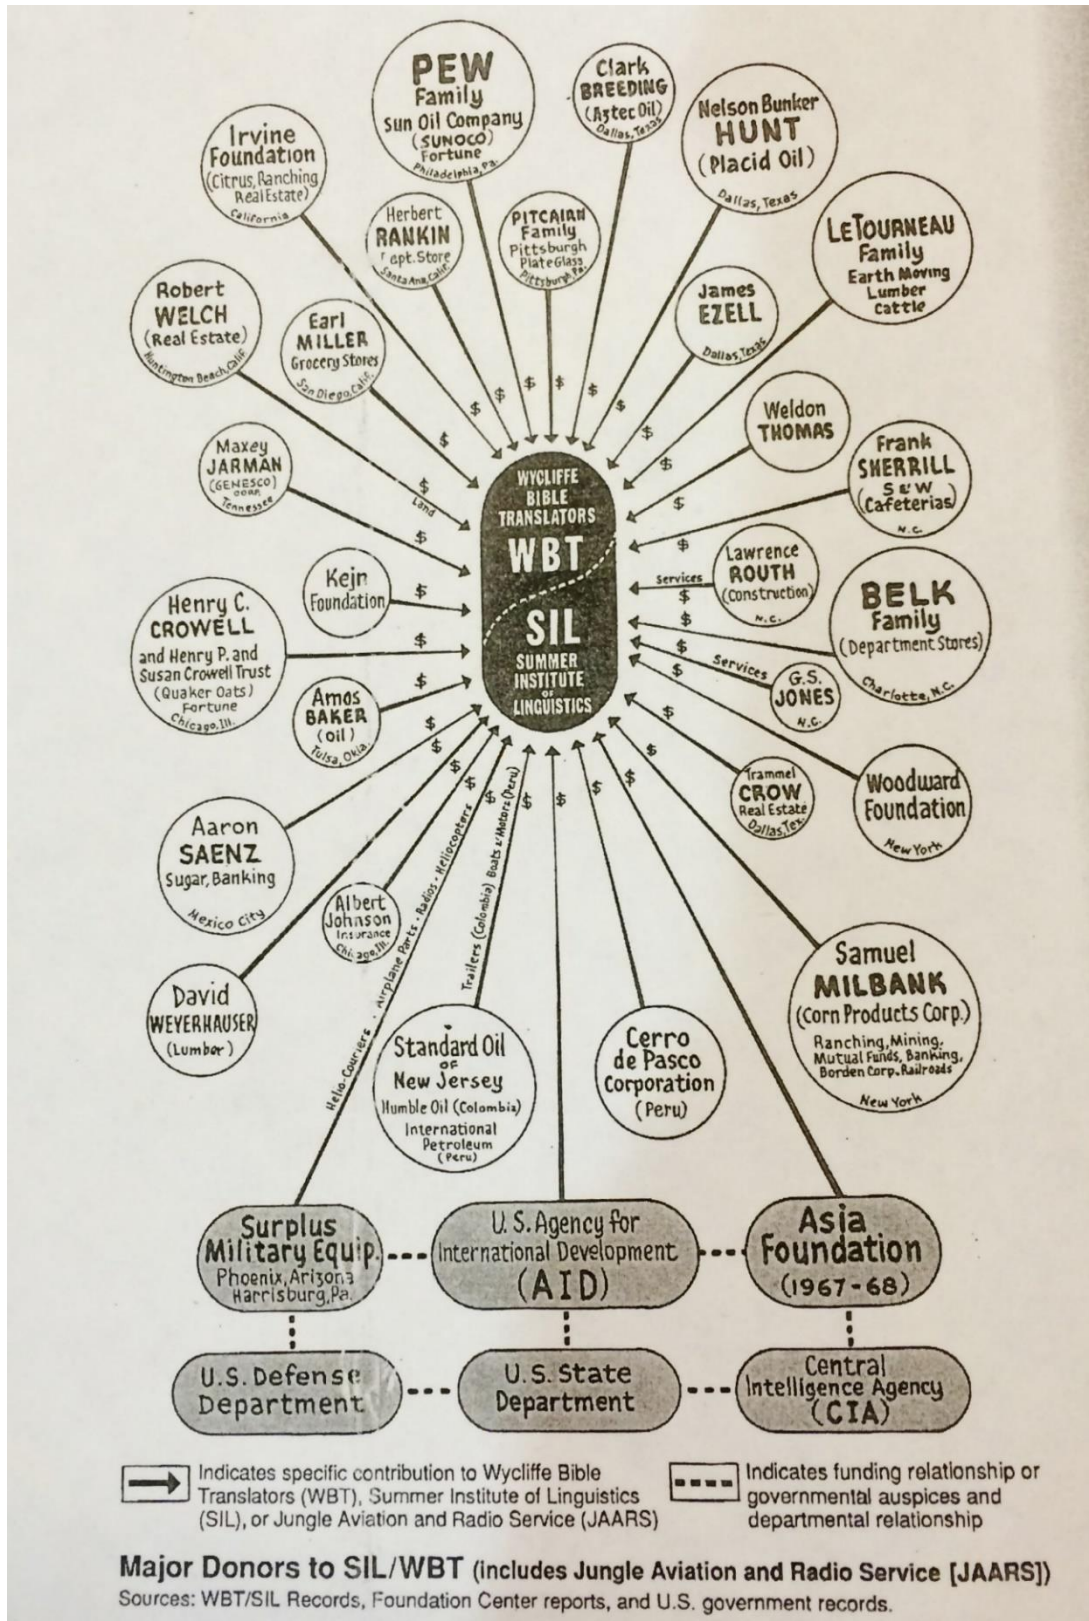 PEW
Family
Sun Oil Company
(SUNOCO)
Fortune
Philadelphia, Pa.
Clark
BREEDING
(Aztec Oil)
Dallas, Texas
Nelson Bunker
HUNT
(Placid Oil)
Dallas, Texas
Irvine
Foundation
(Citrus, Ranching
Real Estate)
California
Herbert
RANKIN
ept. Store
Santa Ana, Calif.
PITCAIRN
Family
Pittsburgh
Plate Glass
Pittsburgh, Pa.
LETOURNEAU
Family
Earth Moving
Lumber
Cattle
Robert
WELCH
(Real Estate)
Huntington Beach, Calif.
Earl
MILLER
Grocery Stores
San Diego, Calif.
James
EZELL
Dallas, Texas
Weldon
THOMAS
Maxey
JARMAN
(GENESCO)
CORP.
Tennessee
Frank
SHERRILL
S & W
(Cafeterias)
N.C.
$ $ $ $ $ $ $ $ $ $ $ $ $ $
Land
WYCLIFFE
BIBLE
TRANSLATORS
WBT
SIL
SUMMER
INSTITUTE
OF
LINGUISTICS
Kejn
Foundation
$
Services
$
Lawrence
ROUTH
(Construction)
N.C.
Henry C.
CROWELL
and Henry P. and
Susan Crowell Trust
(Quaker Oats)
Fortune
Chicago, Ill.
$
$
BELK
Family
(Department Stores)
Charlotte, N.C.
Amos
BAKER
(oil)
Tulsa, Okla.
$
$
Services
G.S.
JONES
N.C.
Trammel
CROW
Real Estate
Dallas, Tex.
Woodward
Foundation
New York
$ $ $ $ $ $ $ $ $ $ $
Aaron
SAENZ
Sugar, Banking
Mexico City
Albert
Johnson
Insurance
Chicago, Ill.
David
WEYERHAUSER
(Lumber)
Helio-Couriers · Airplane Parts · Radios · Heliocopters
Trailers (Colombia) Boats & Motors (Peru)
Standard Oil
OF
New Jersey
Humble Oil (Colombia)
International
Petroleum
(Peru)
Cerro
de Pasco
Corporation
(Peru)
Samuel
MILBANK
(Corn Products Corp.)
Ranching, Mining,
Mutual Funds, Banking,
Borden Corp. Railroads
New York
Surplus
Military Equip.
Phoenix, Arizona
Harrisburg, Pa.
U.S. Agency for
International Development
(AID)
Asia
Foundation
(1967-68)
U.S. Defense
Department
U.S. State
Department
Central
Intelligence Agency
(CIA)
Indicates specific contribution to Wycliffe Bible
Translators (WBT), Summer Institute of Linguistics
(SIL), or Jungle Aviation and Radio Service (JAARS)
Indicates funding relationship or
governmental auspices and
departmental relationship
Major Donors to SIL/WBT (includes Jungle Aviation and Radio Service [JAARS])
Sources: WBT/SIL Records, Foundation Center reports, and U.S. government records.